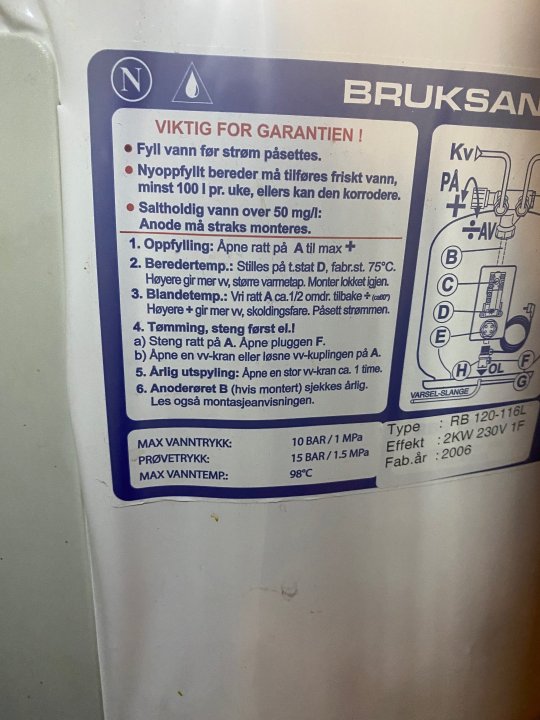 N
BRUKSAN
VIKTIG FOR GARANTIEN !
• Fyll vann før strøm påsettes.
• Nyoppfyllt bereder må tilføres friskt vann,
minst 100 l pr. uke, ellers kan den korrodere.
• Saltholdig vann over 50 mg/l:
Anode må straks monteres.
1. Oppfylling: Åpne ratt på A til max +
2. Beredertemp.: Stilles på t.stat D, fabr.st. 75°C.
Høyere gir mer vv, større varmetap. Monter lokket igjen.
3. Blandetemp.: Vri ratt A ca.1/2 omdr. tilbake ÷ (ca60°)
Høyere + gir mer vv, skoldingsfare. Påsett strømmen.
4. Tømming, steng først el.!
a) Steng ratt på A. Åpne pluggen F.
b) Åpne en vv-kran eller løsne vv-kuplingen på A.
5. Årlig utspyling: Åpne en stor vv-kran ca. 1 time.
6. Anoderøret B (hvis montert) sjekkes årlig.
Les også montasjeanvisningen.
Kv
PÅ
+
÷AV
B
C
D
E
H
OL
F
G
VARSEL-SLANGE
MAX VANNTRYKK: 10 BAR / 1 MPa
PRØVETRYKK: 15 BAR / 1.5 MPa
MAX VANNTEMP.: 98°C
Type : RB 120-116L
Effekt : 2KW 230V 1F
Fab.år : 2006